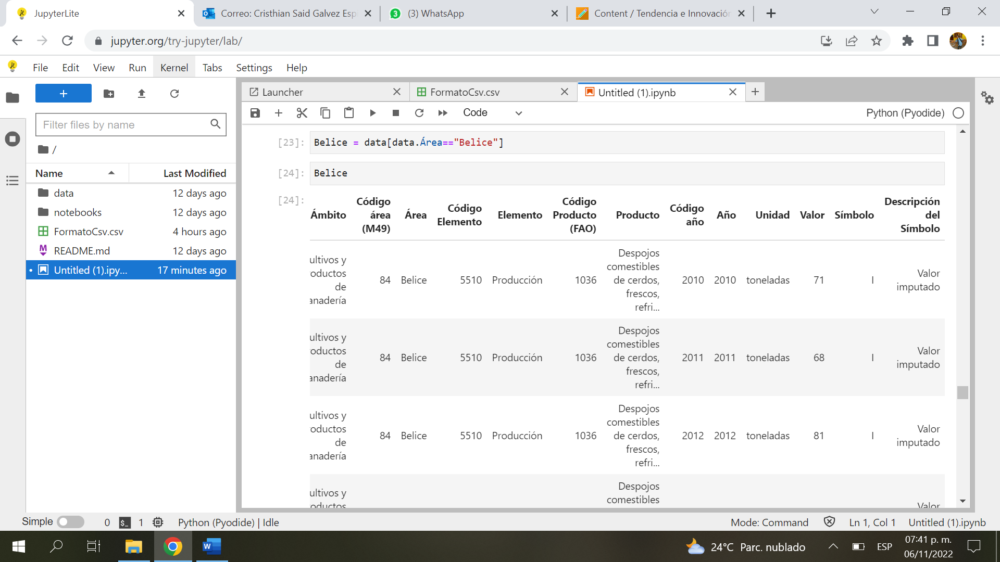 JupyterLite
Correo: Cristhian Said Galvez Esp
(3) WhatsApp
Content / Tendencia e Innovación
jupyter.org/try-jupyter/lab/
File Edit View Run Kernel Tabs Settings Help
Filter files by name
/
Name Last Modified
data 12 days ago
notebooks 12 days ago
FormatoCsv.csv 4 hours ago
README.md 12 days ago
Untitled (1).ipy... 17 minutes ago
Launcher
FormatoCsv.csv
Untitled (1).ipynb
Code
Python (Pyodide)
[23]: Belice = data[data.Área=="Belice"]
[24]: Belice
[24]:
Ámbito Código área (M49) Área Código Elemento Elemento Código Producto (FAO) Producto Código año Año Unidad Valor Símbolo Descripción del Símbolo
ultivos y oductos de anadería 84 Belice 5510 Producción 1036 Despojos comestibles de cerdos, frescos, refri... 2010 2010 toneladas 71 I Valor imputado
ultivos y oductos de anadería 84 Belice 5510 Producción 1036 Despojos comestibles de cerdos, frescos, refri... 2011 2011 toneladas 68 I Valor imputado
ultivos y oductos de anadería 84 Belice 5510 Producción 1036 Despojos comestibles de cerdos, frescos, refri... 2012 2012 toneladas 81 I Valor imputado
ultivos y oductos Despojos comestibles Valor
Simple 0 $_ 1 Python (Pyodide) | Idle
Mode: Command Ln 1, Col 1 Untitled (1).ipynb
24°C Parc. nublado
ESP
07:41 p. m.
06/11/2022